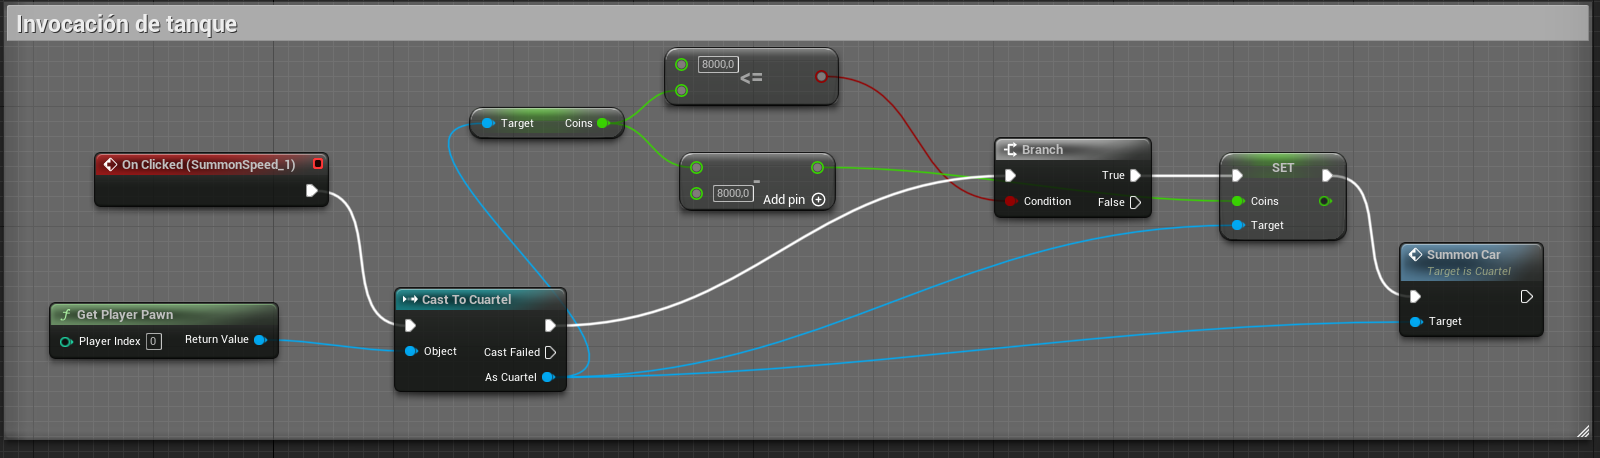 Invocación de tanque
8000,0
<=
Target Coins
On Clicked (SummonSpeed_1)
-
8000,0
Add pin
Branch
True
Condition False
SET
Coins
Target
Summon Car
Target is Cuartel
Target
Cast To Cuartel
Object
Cast Failed
As Cuartel
Get Player Pawn
Player Index 0 Return Value